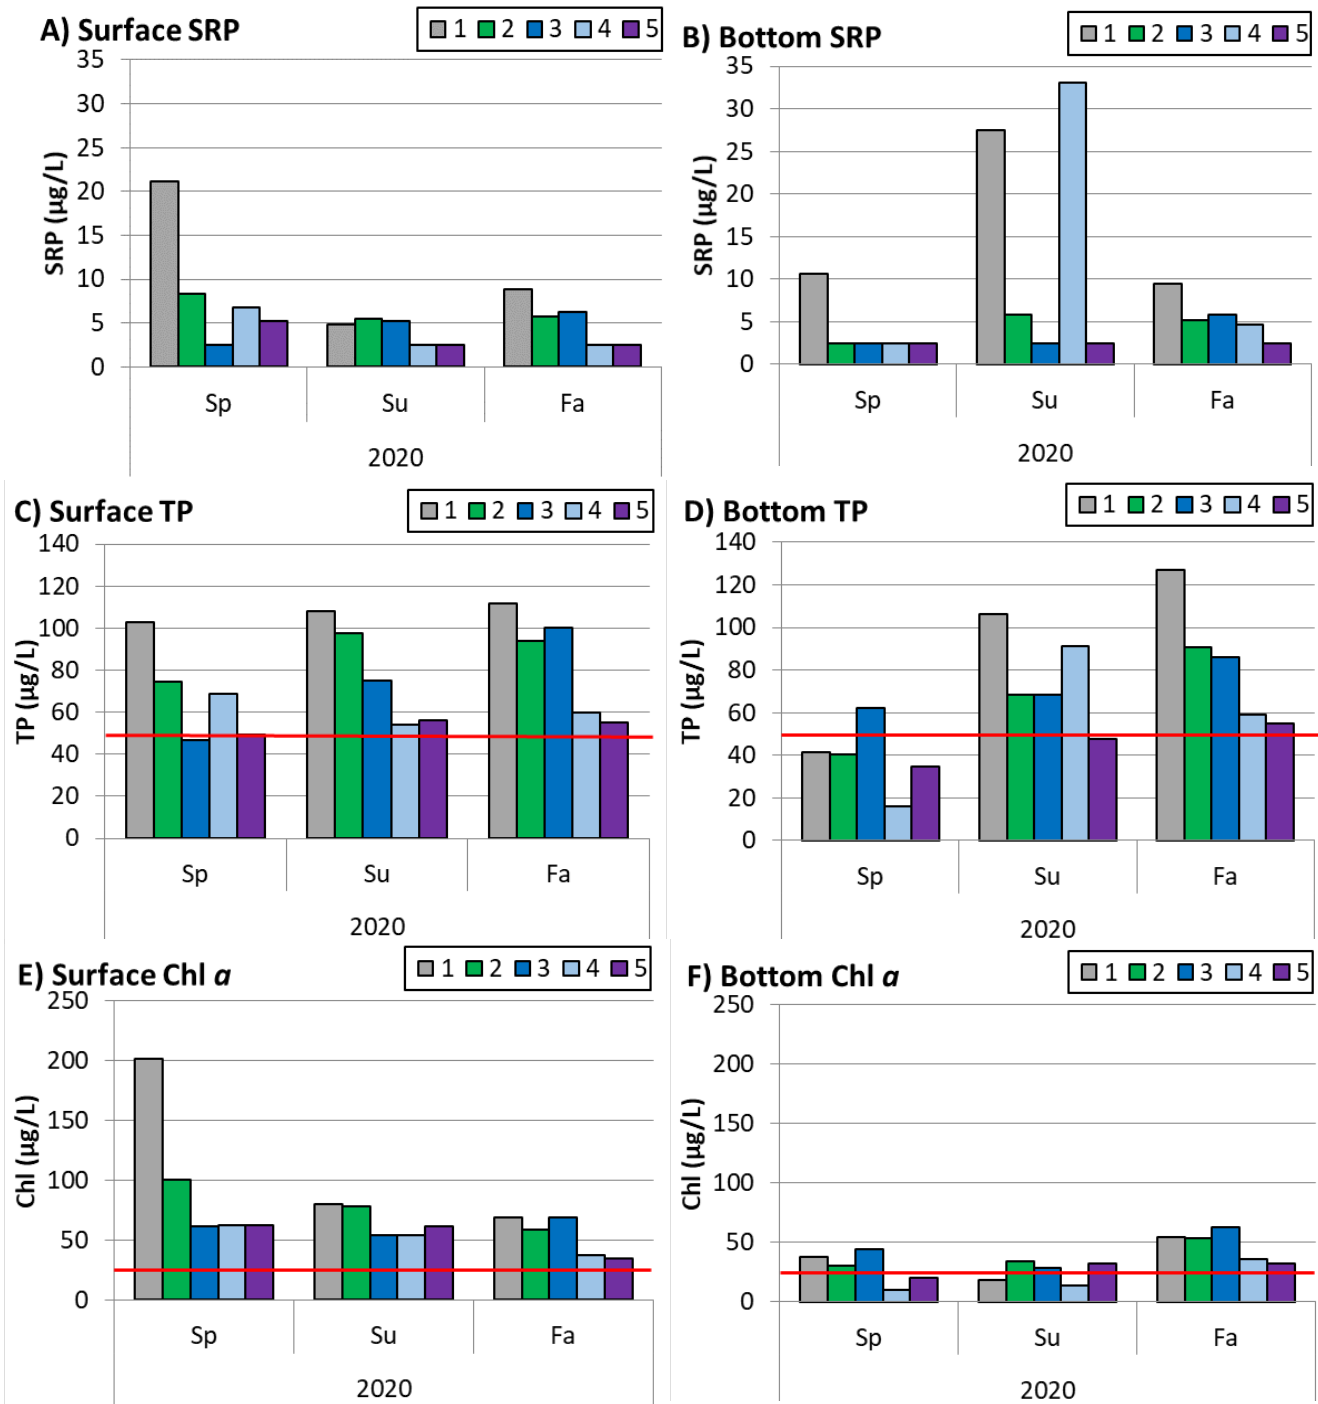 A) Surface SRP
1 2 3 4 5
35
30
25
20
15
10
5
0
SRP (µg/L)
Sp Su Fa
2020
B) Bottom SRP
1 2 3 4 5
35
30
25
20
15
10
5
0
SRP (µg/L)
Sp Su Fa
2020
C) Surface TP
1 2 3 4 5
140
120
100
80
60
40
20
0
TP (µg/L)
Sp Su Fa
2020
D) Bottom TP
1 2 3 4 5
140
120
100
80
60
40
20
0
TP (µg/L)
Sp Su Fa
2020
E) Surface Chl a
1 2 3 4 5
250
200
150
100
50
0
Chl (µg/L)
Sp Su Fa
2020
F) Bottom Chl a
1 2 3 4 5
250
200
150
100
50
0
Chl (µg/L)
Sp Su Fa
2020